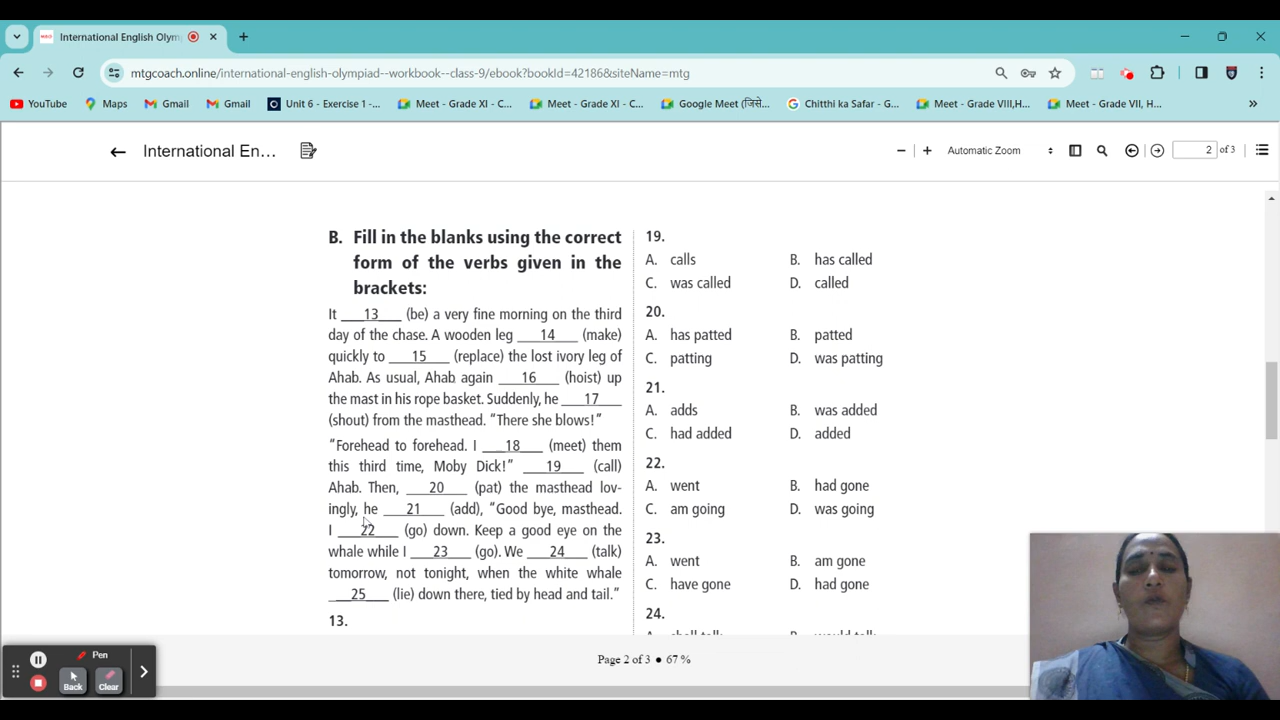 International English Olym
mtgcoach.online/international-english-olympiad--workbook--class-9/ebook?bookId=42186&siteName=mtg
YouTube Maps Gmail Gmail Unit 6 - Exercise 1 -... Meet - Grade XI - C... Meet - Grade XI - C... Google Meet (जिसे... Chitthi ka Safar - G... Meet - Grade VIII,H... Meet - Grade VII, H...
International En... Automatic Zoom 2 of 3
B. Fill in the blanks using the correct
form of the verbs given in the
brackets:
It ___13___ (be) a very fine morning on the third
day of the chase. A wooden leg ___14___ (make)
quickly to ___15___ (replace) the lost ivory leg of
Ahab. As usual, Ahab again ___16___ (hoist) up
the mast in his rope basket. Suddenly, he ___17___
(shout) from the masthead. “There she blows!”
“Forehead to forehead. I ___18___ (meet) them
this third time, Moby Dick!” ___19___ (call)
Ahab. Then, ___20___ (pat) the masthead lov-
ingly, he ___21___ (add), “Good bye, masthead.
I ___22___ (go) down. Keep a good eye on the
whale while I ___23___ (go). We ___24___ (talk)
tomorrow, not tonight, when the white whale
___25___ (lie) down there, tied by head and tail.”
13.
19.
A. calls B. has called
C. was called D. called
20.
A. has patted B. patted
C. patting D. was patting
21.
A. adds B. was added
C. had added D. added
22.
A. went B. had gone
C. am going D. was going
23.
A. went B. am gone
C. have gone D. had gone
24.
A. shall talk B. would talk
Page 2 of 3 ● 67 %
Pen
Back Clear